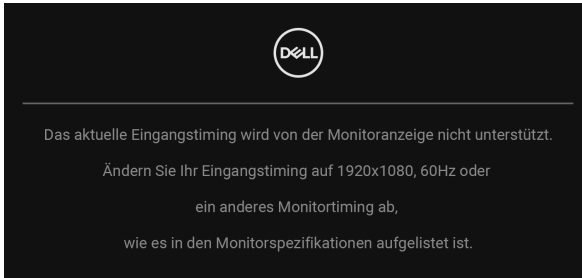 DELL
Das aktuelle Eingangstiming wird von der Monitoranzeige nicht unterstützt.
Ändern Sie Ihr Eingangstiming auf 1920x1080, 60Hz oder
ein anderes Monitortiming ab,
wie es in den Monitorspezifikationen aufgelistet ist.